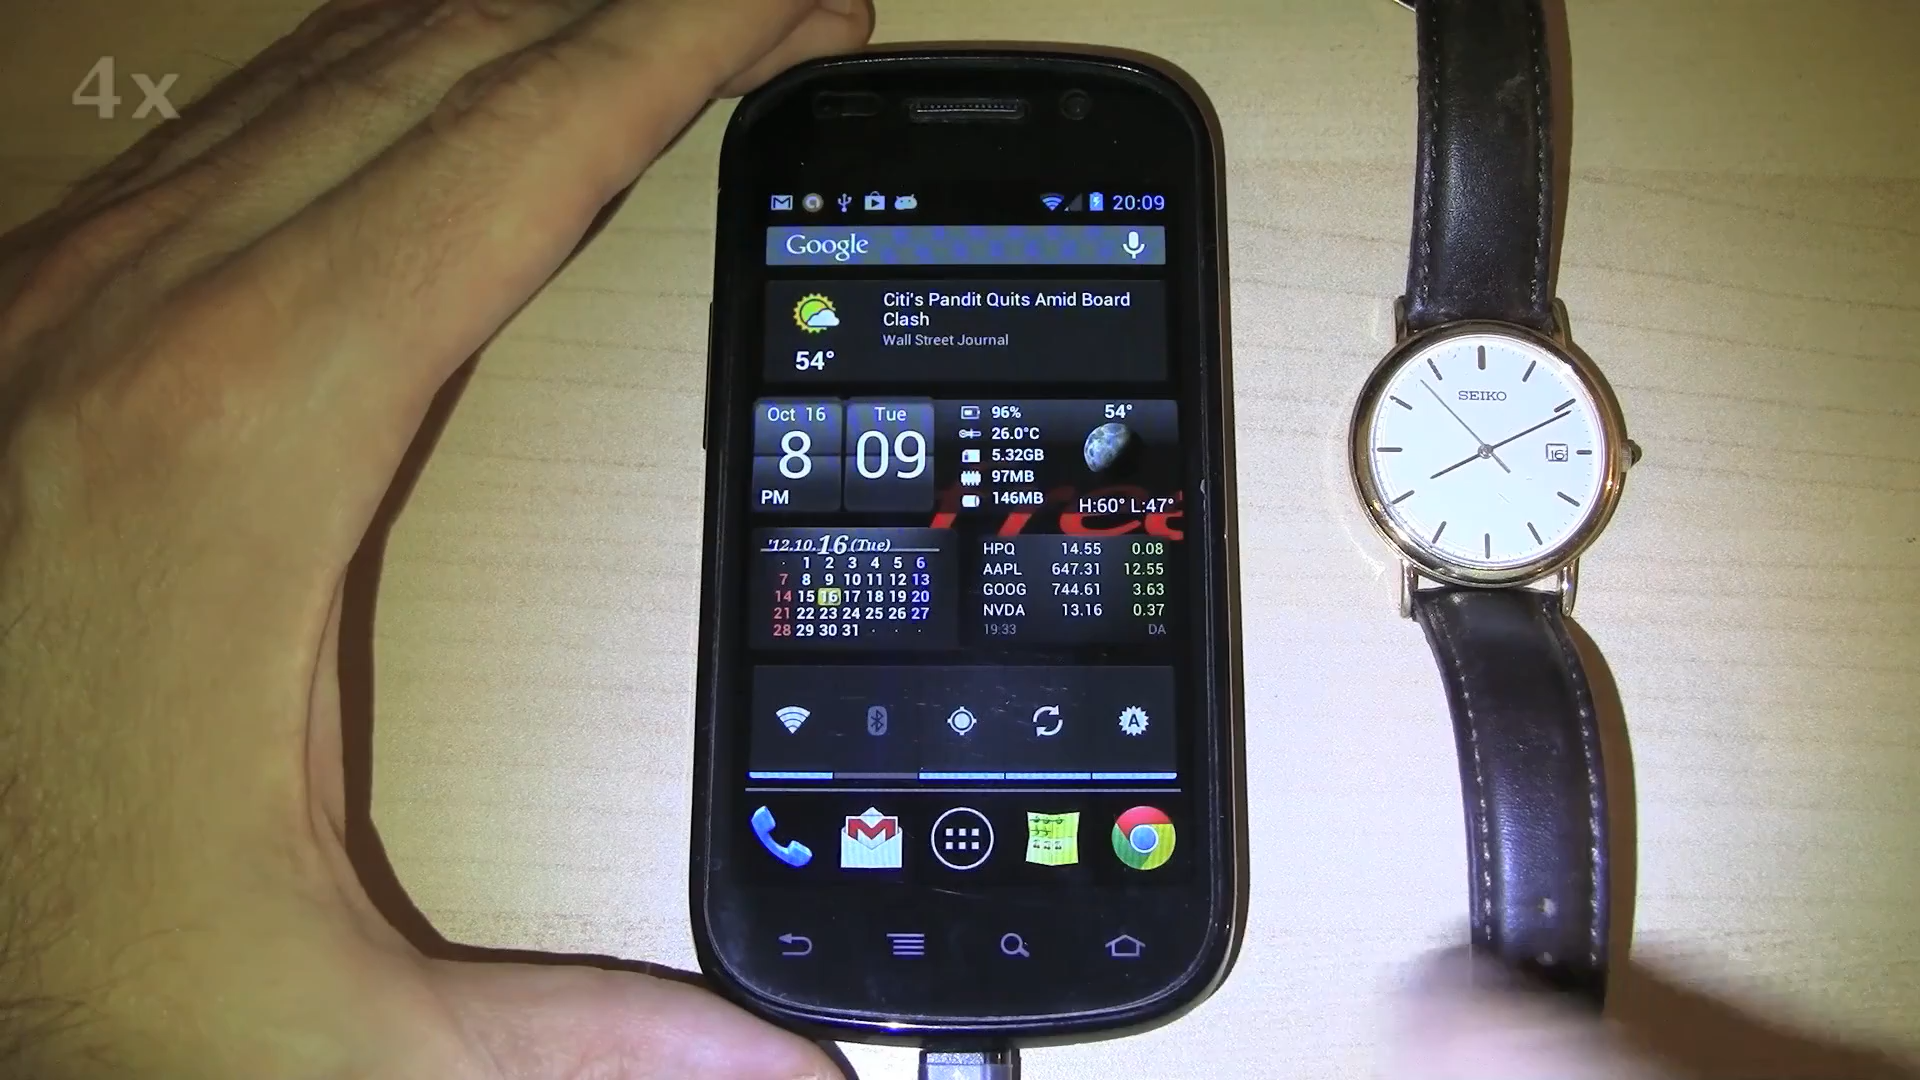 4x
20:09
Google
Citi's Pandit Quits Amid Board
Clash
Wall Street Journal
54°
Oct 16
8
PM
Tue
09
96%
26.0°C
5.32GB
97MB
146MB
54°
H:60° L:47°
free
'12.10.16(Tue)
· 1 2 3 4 5 6
7 8 9 10 11 12 13
14 15 16 17 18 19 20
21 22 23 24 25 26 27
28 29 30 31 · · ·
HPQ 14.55 0.08
AAPL 647.31 12.55
GOOG 744.61 3.63
NVDA 13.16 0.37
19:33 DA
A
SEIKO
16